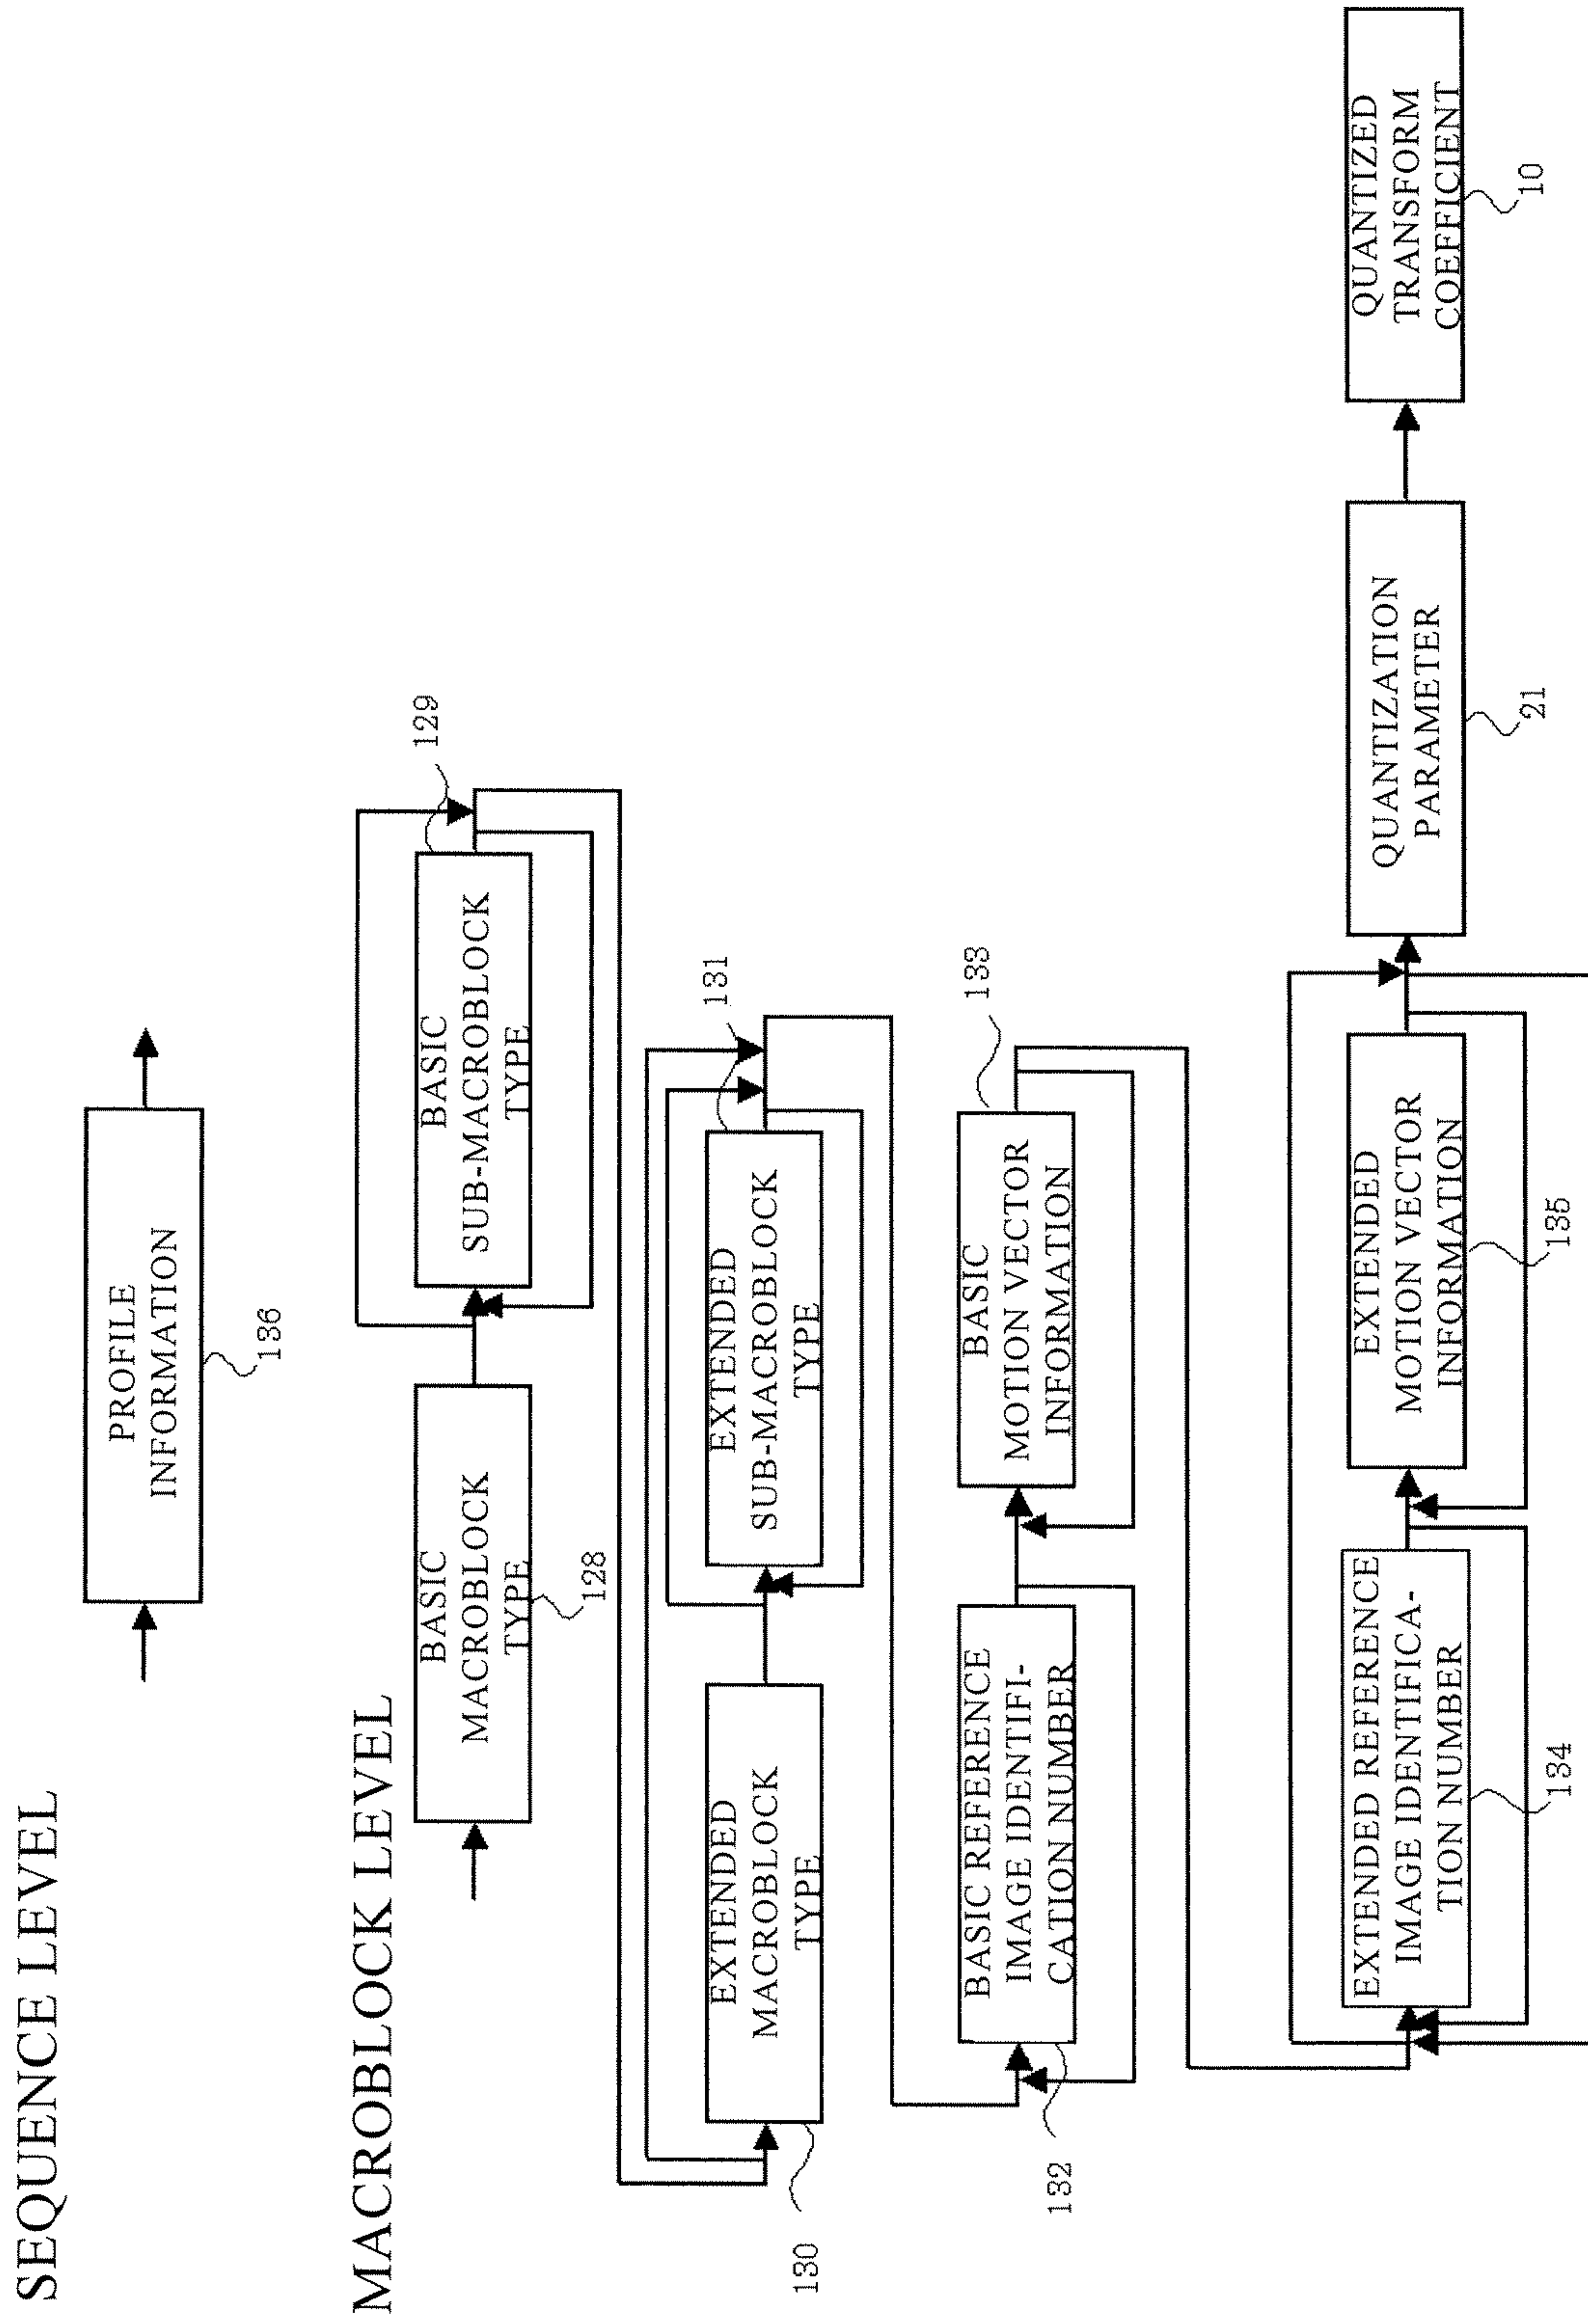 SEQUENCE LEVEL
PROFILE
INFORMATION
136
MACROBLOCK LEVEL
BASIC
MACROBLOCK
TYPE
128
BASIC
SUB-MACROBLOCK
TYPE
129
EXTENDED
MACROBLOCK
TYPE
130
EXTENDED
SUB-MACROBLOCK
TYPE
131
BASIC REFERENCE
IMAGE IDENTIFI-
CATION NUMBER
132
BASIC
MOTION VECTOR
INFORMATION
133
EXTENDED REFERENCE
IMAGE IDENTIFICA-
TION NUMBER
134
EXTENDED
MOTION VECTOR
INFORMATION
135
QUANTIZATION
PARAMETER
21
QUANTIZED
TRANSFORM
COEFFICIENT
10